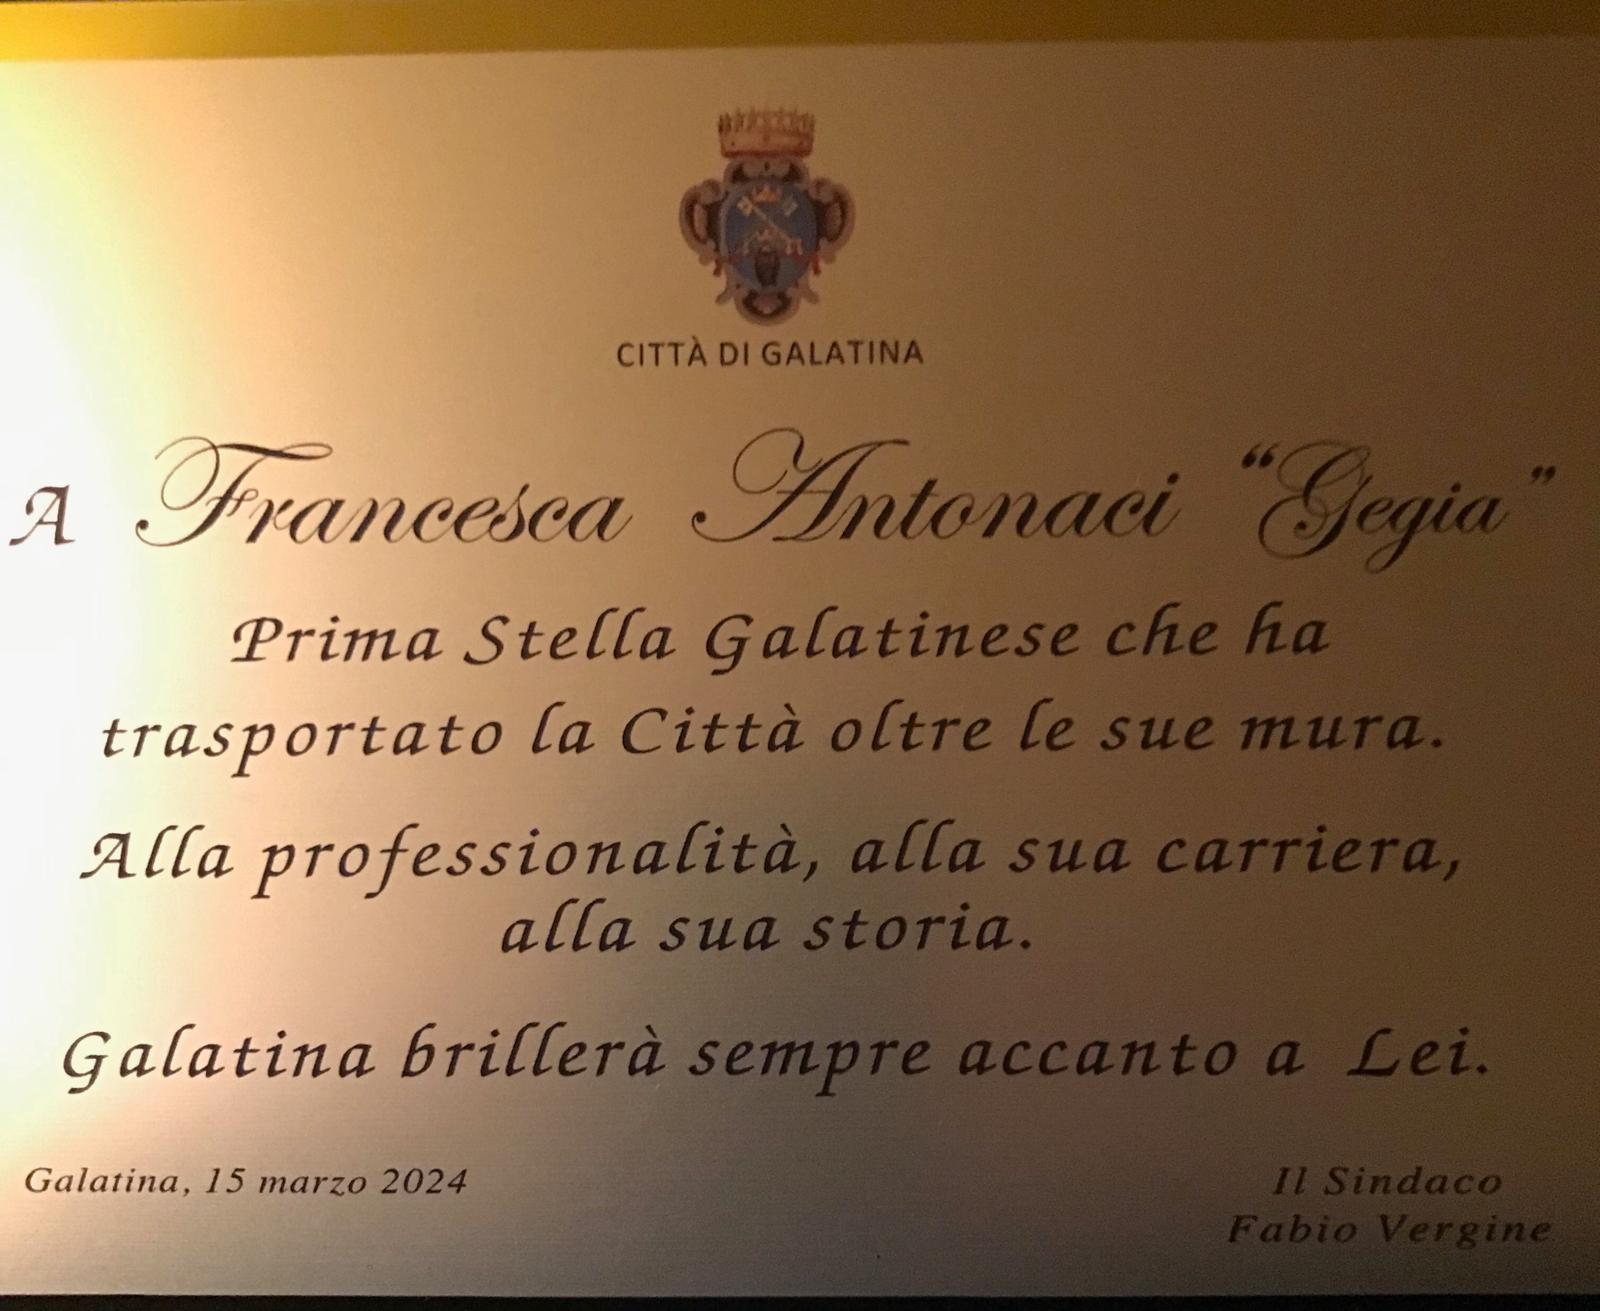 CITTÀ DI GALATINA
A Francesca Antonaci “Gegia”
Prima Stella Galatinese che ha
trasportato la Città oltre le sue mura.
Alla professionalità, alla sua carriera,
alla sua storia.
Galatina brillerà sempre accanto a Lei.
Galatina, 15 marzo 2024
Il Sindaco
Fabio Vergine